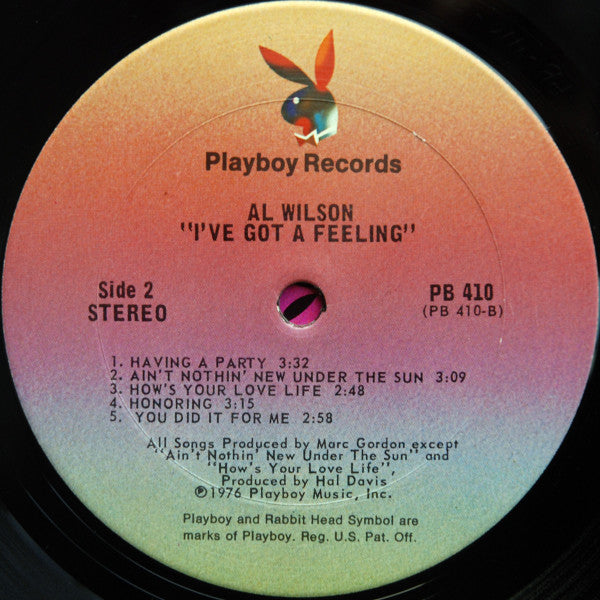 Playboy Records
AL WILSON
"I'VE GOT A FEELING"
Side 2
STEREO
PB 410
(PB 410-B)
1. HAVING A PARTY 3:32
2. AIN'T NOTHIN' NEW UNDER THE SUN 3:09
3. HOW'S YOUR LOVE LIFE 2:48
4. HONORING 3:15
5. YOU DID IT FOR ME 2:58
All Songs Produced by Marc Gordon except
"Ain't Nothin' New Under The Sun" and
"How's Your Love Life",
Produced by Hal Davis
℗1976 Playboy Music, Inc.
Playboy and Rabbit Head Symbol are
marks of Playboy. Reg. U.S. Pat. Off.